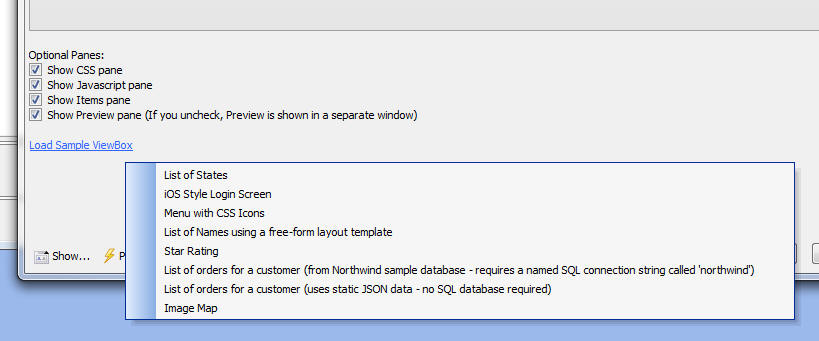 Optional Panes:
Show CSS pane
Show Javascript pane
Show Items pane
Show Preview pane (If you uncheck, Preview is shown in a separate window)
Load Sample ViewBox
List of States
iOS Style Login Screen
Menu with CSS Icons
List of Names using a free-form layout template
Star Rating
Show...
List of orders for a customer (from Northwind sample database - requires a named SQL connection string called 'northwind')
List of orders for a customer (uses static JSON data - no SQL database required)
Image Map